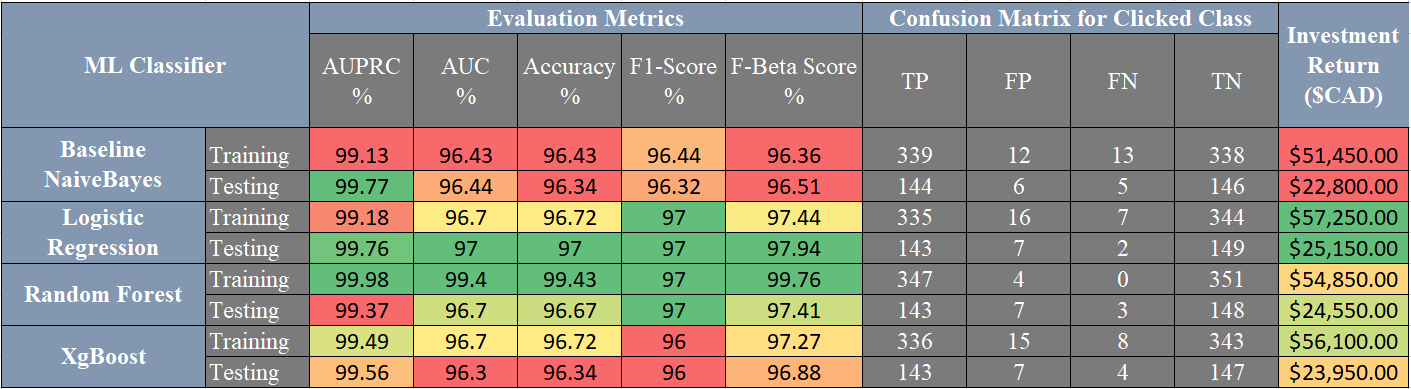 ML Classifier Evaluation Metrics Confusion Matrix for Clicked Class Investment Return ($CAD)
AUPRC % AUC % Accuracy % F1-Score % F-Beta Score % TP FP FN TN
Baseline NaiveBayes Training 99.13 96.43 96.43 96.44 96.36 339 12 13 338 $51,450.00
Testing 99.77 96.44 96.34 96.32 96.51 144 6 5 146 $22,800.00
Logistic Regression Training 99.18 96.7 96.72 97 97.44 335 16 7 344 $57,250.00
Testing 99.76 97 97 97 97.94 143 7 2 149 $25,150.00
Random Forest Training 99.98 99.4 99.43 97 99.76 347 4 0 351 $54,850.00
Testing 99.37 96.7 96.67 97 97.41 143 7 3 148 $24,550.00
XgBoost Training 99.49 96.7 96.72 96 97.27 336 15 8 343 $56,100.00
Testing 99.56 96.3 96.34 96 96.88 143 7 4 147 $23,950.00